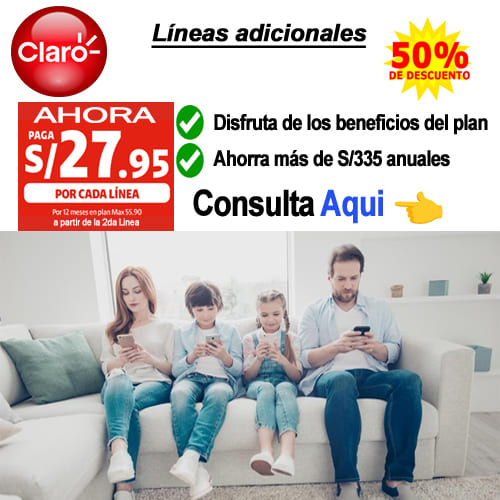 Claro
Líneas adicionales
50%
DE DESCUENTO
AHORA
PAGA
S/27.95
POR CADA LÍNEA
Por 12 meses en plan Max 55.90
a partir de la 2da Linea
Disfruta de los beneficios del plan
Ahorra más de S/335 anuales
Consulta Aqui